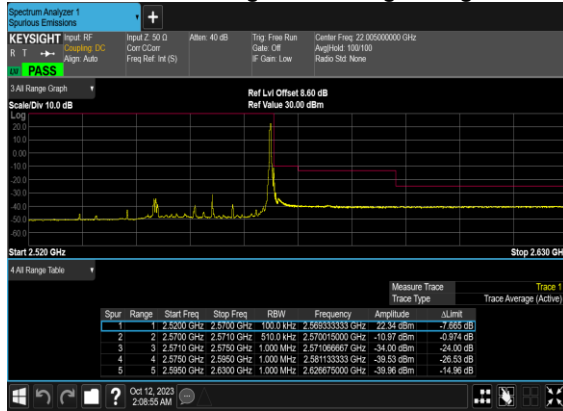 Spectrum Analyzer 1
Spurious Emissions
+
KEYSIGHT Input: RF Input Z: 50 Ω Atten: 40 dB Trig: Free Run Center Freq: 22.005000000 GHz
R T Coupling: DC Corr CCorr Gate: Off Avg|Hold: 100/100
Align: Auto Freq Ref: Int (S) IF Gain: Low Radio Std: None
PASS
3 All Range Graph
Ref Lvl Offset 8.60 dB
Scale/Div 10.0 dB Ref Value 30.00 dBm
Log
20.0
10.0
0.00
-10.0
-20.0
-30.0
-40.0
-50.0
-60.0
Start 2.520 GHz Stop 2.630 GH
4 All Range Table
Measure Trace Trace 1
Trace Type Trace Average (Active)
Spur Range Start Freq Stop Freq RBW Frequency Amplitude ΔLimit
1 1 2.5200 GHz 2.5700 GHz 100.0 kHz 2.569333333 GHz 22.34 dBm -7.665 dB
2 2 2.5700 GHz 2.5710 GHz 510.0 kHz 2.570015000 GHz -10.97 dBm -0.974 dB
3 3 2.5710 GHz 2.5750 GHz 1.000 MHz 2.571066667 GHz -34.00 dBm -24.00 dB
4 4 2.5750 GHz 2.5950 GHz 1.000 MHz 2.581133333 GHz -39.53 dBm -26.53 dB
5 5 2.5950 GHz 2.6300 GHz 1.000 MHz 2.626675000 GHz -39.96 dBm -14.96 dB
? Oct 12, 2023
2:08:55 AM